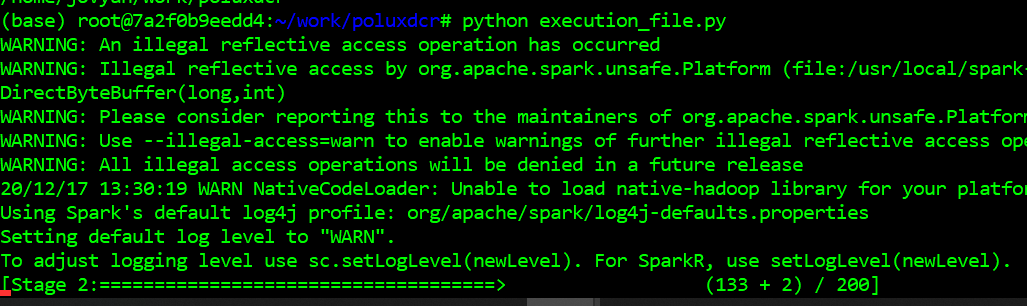 /home/jovyan/work/poluxdcr
(base) root@7a2f0b9eedd4:~/work/poluxdcr# python execution_file.py
WARNING: An illegal reflective access operation has occurred
WARNING: Illegal reflective access by org.apache.spark.unsafe.Platform (file:/usr/local/spark-
DirectByteBuffer(long,int)
WARNING: Please consider reporting this to the maintainers of org.apache.spark.unsafe.Platform
WARNING: Use --illegal-access=warn to enable warnings of further illegal reflective access ope
WARNING: All illegal access operations will be denied in a future release
20/12/17 13:30:19 WARN NativeCodeLoader: Unable to load native-hadoop library for your platfor
Using Spark's default log4j profile: org/apache/spark/log4j-defaults.properties
Setting default log level to "WARN".
To adjust logging level use sc.setLogLevel(newLevel). For SparkR, use setLogLevel(newLevel).
[Stage 2:====================================> (133 + 2) / 200]